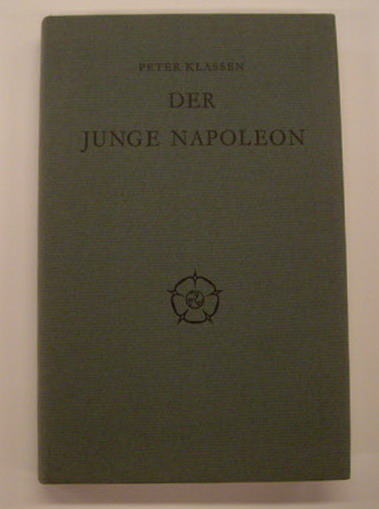 PETER KLASSEN
DER
JUNGE NAPOLEON